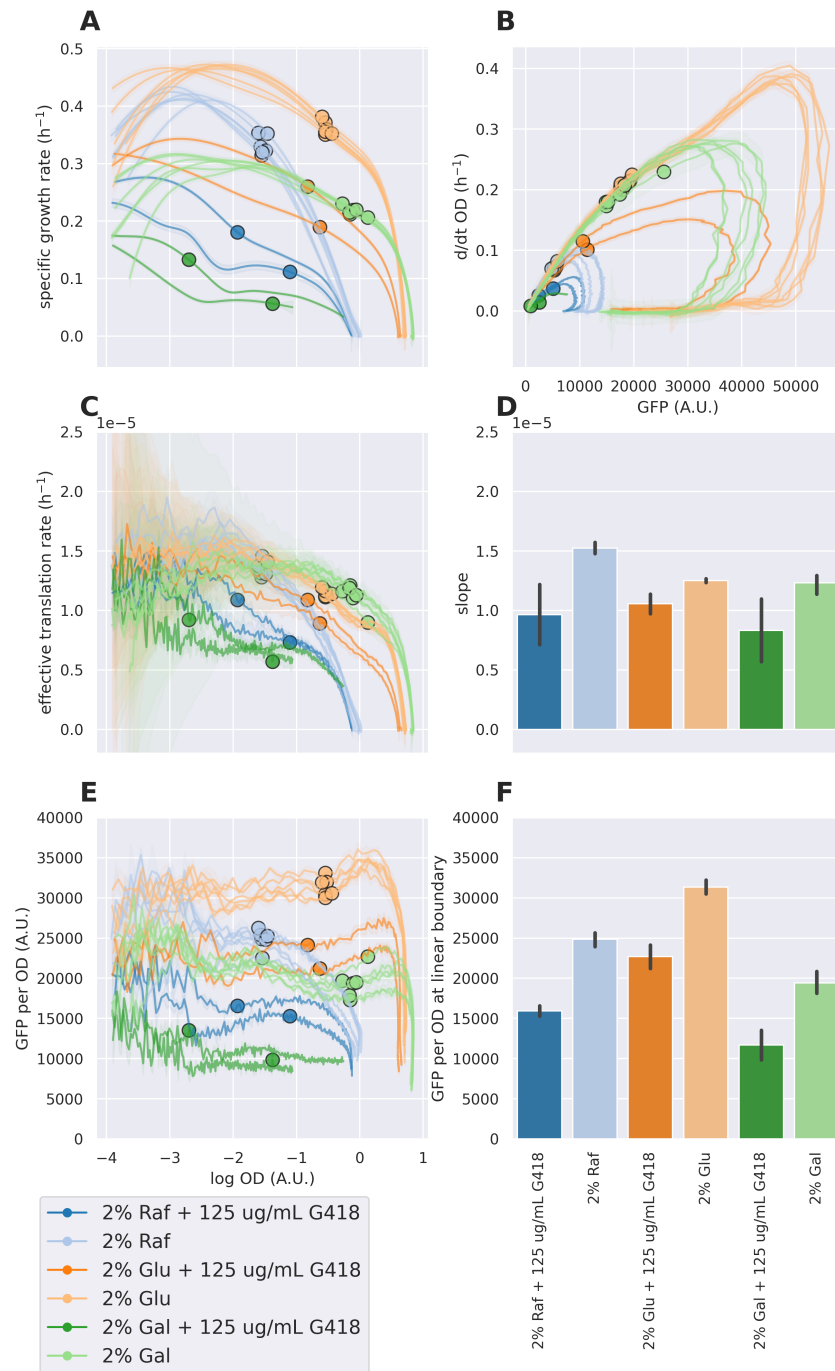 A
B
0.5
0.4
0.3
0.2
0.1
0.0
specific growth rate (h⁻¹)
0.4
0.3
0.2
0.1
0.0
d/dt OD (h⁻¹)
0
10000
20000
30000
40000
50000
GFP (A.U.)
C
D
1e−5
2.5
2.0
1.5
1.0
0.5
0.0
effective translation rate (h⁻¹)
1e−5
2.5
2.0
1.5
1.0
0.5
0.0
slope
E
F
40000
35000
30000
25000
20000
15000
10000
5000
0
GFP per OD (A.U.)
−4
−3
−2
−1
0
1
log OD (A.U.)
40000
35000
30000
25000
20000
15000
10000
5000
0
GFP per OD at linear boundary
2% Raf + 125 ug/mL G418
2% Raf
2% Glu + 125 ug/mL G418
2% Glu
2% Gal + 125 ug/mL G418
2% Gal
2% Raf + 125 ug/mL G418
2% Raf
2% Glu + 125 ug/mL G418
2% Glu
2% Gal + 125 ug/mL G418
2% Gal